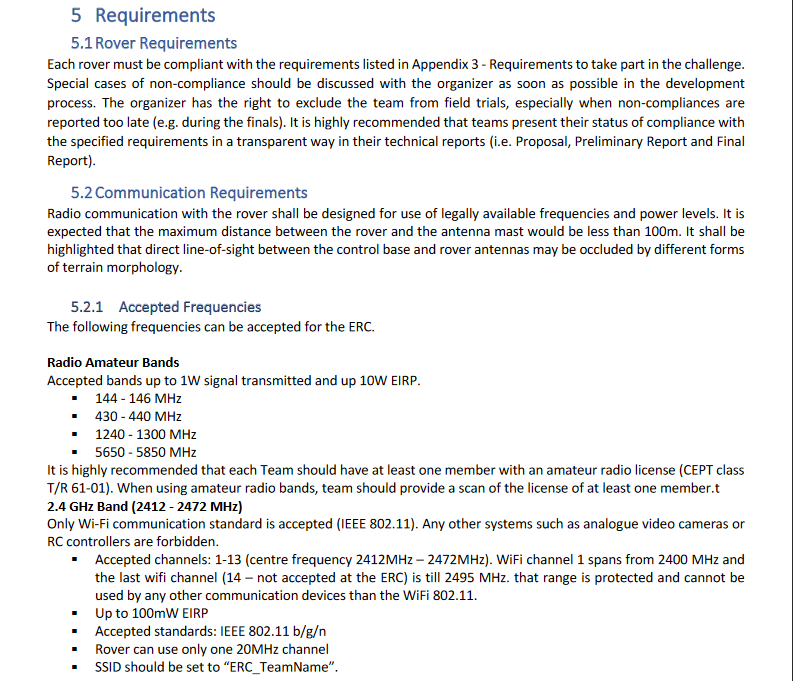 5 Requirements
5.1 Rover Requirements
Each rover must be compliant with the requirements listed in Appendix 3 - Requirements to take part in the challenge.
Special cases of non-compliance should be discussed with the organizer as soon as possible in the development
process. The organizer has the right to exclude the team from field trials, especially when non-compliances are
reported too late (e.g. during the finals). It is highly recommended that teams present their status of compliance with
the specified requirements in a transparent way in their technical reports (i.e. Proposal, Preliminary Report and Final
Report).
5.2 Communication Requirements
Radio communication with the rover shall be designed for use of legally available frequencies and power levels. It is
expected that the maximum distance between the rover and the antenna mast would be less than 100m. It shall be
highlighted that direct line-of-sight between the control base and rover antennas may be occluded by different forms
of terrain morphology.
5.2.1 Accepted Frequencies
The following frequencies can be accepted for the ERC.
Radio Amateur Bands
Accepted bands up to 1W signal transmitted and up 10W EIRP.
▪ 144 - 146 MHz
▪ 430 - 440 MHz
▪ 1240 - 1300 MHz
▪ 5650 - 5850 MHz
It is highly recommended that each Team should have at least one member with an amateur radio license (CEPT class
T/R 61-01). When using amateur radio bands, team should provide a scan of the license of at least one member.t
2.4 GHz Band (2412 - 2472 MHz)
Only Wi-Fi communication standard is accepted (IEEE 802.11). Any other systems such as analogue video cameras or
RC controllers are forbidden.
▪ Accepted channels: 1-13 (centre frequency 2412MHz – 2472MHz). WiFi channel 1 spans from 2400 MHz and
the last wifi channel (14 – not accepted at the ERC) is till 2495 MHz. that range is protected and cannot be
used by any other communication devices than the WiFi 802.11.
▪ Up to 100mW EIRP
▪ Accepted standards: IEEE 802.11 b/g/n
▪ Rover can use only one 20MHz channel
▪ SSID should be set to “ERC_TeamName”.